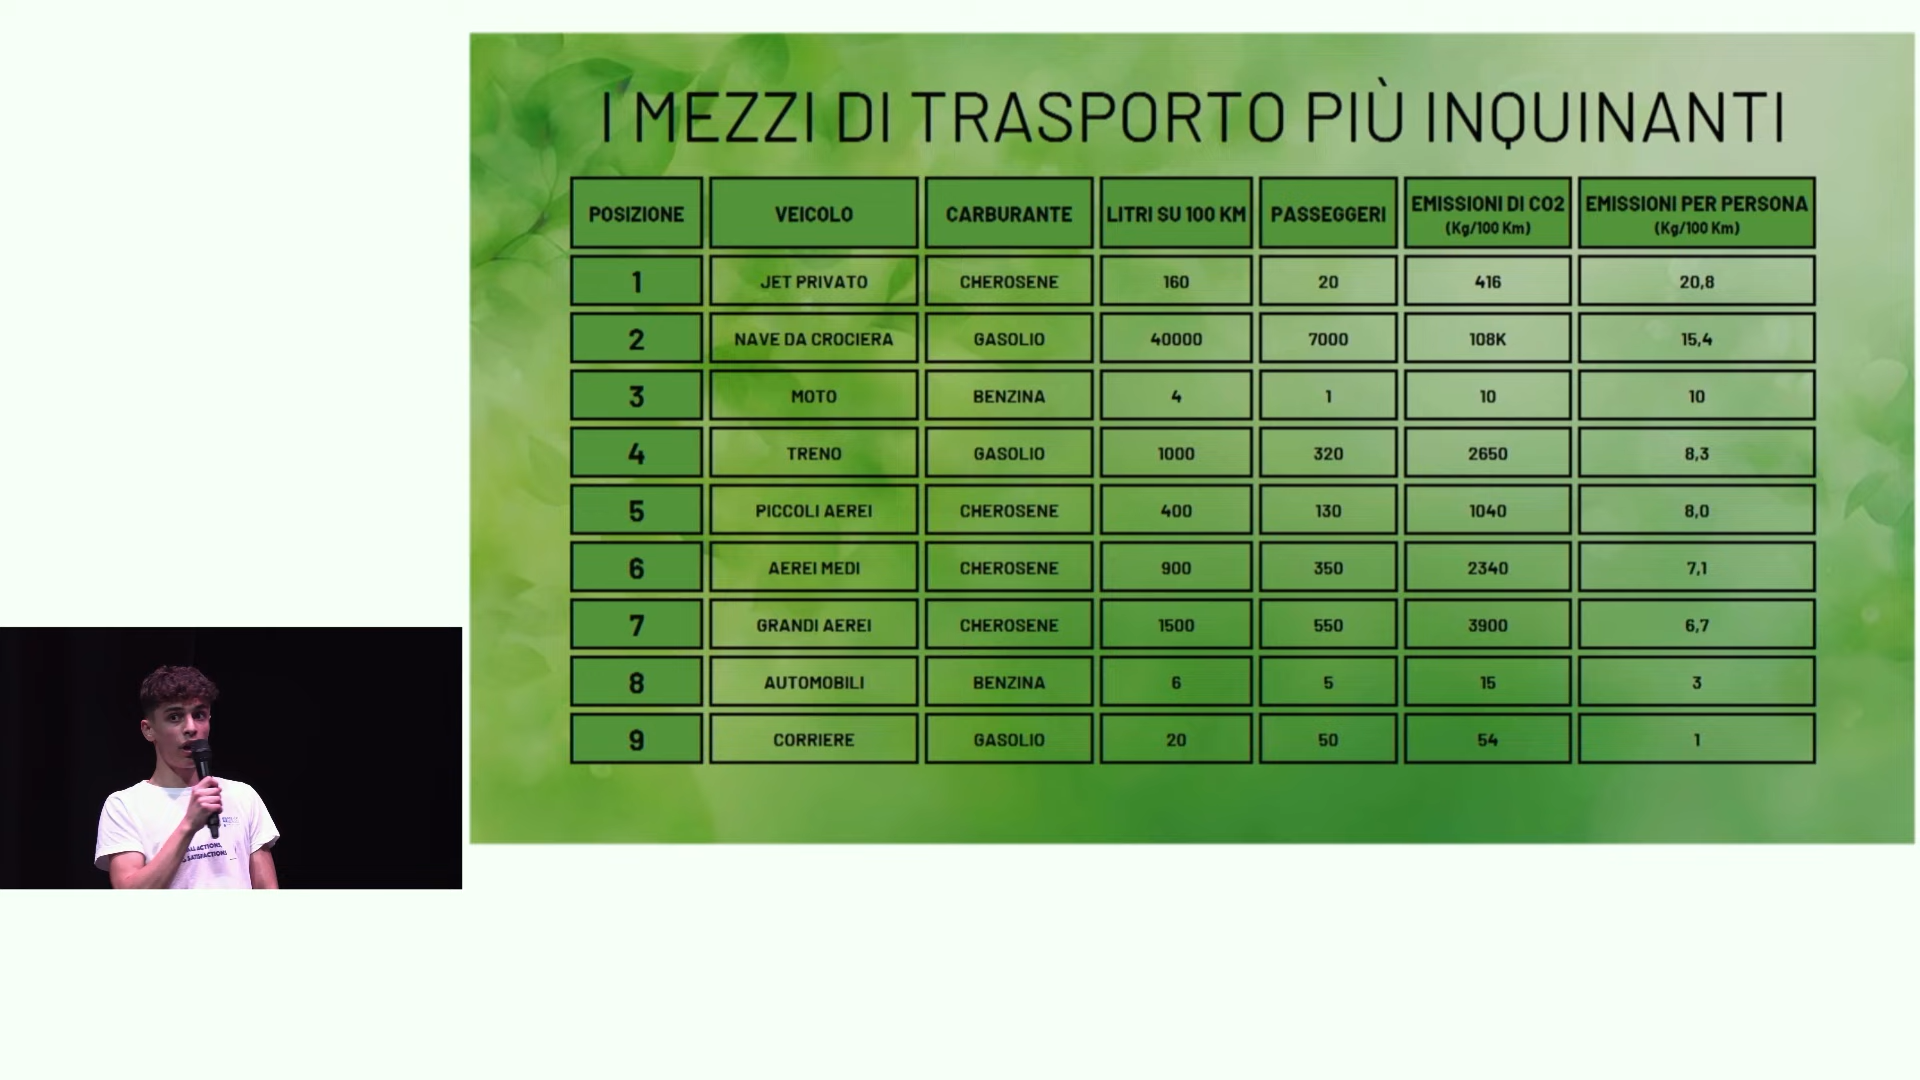 I MEZZI DI TRASPORTO PIÙ INQUINANTI
POSIZIONE VEICOLO CARBURANTE LITRI SU 100 KM PASSEGGERI EMISSIONI DI CO2 (Kg/100 Km) EMISSIONI PER PERSONA (Kg/100 Km)
1 JET PRIVATO CHEROSENE 160 20 416 20,8
2 NAVE DA CROCIERA GASOLIO 40000 7000 108K 15,4
3 MOTO BENZINA 4 1 10 10
4 TRENO GASOLIO 1000 320 2650 8,3
5 PICCOLI AEREI CHEROSENE 400 130 1040 8,0
6 AEREI MEDI CHEROSENE 900 350 2340 7,1
7 GRANDI AEREI CHEROSENE 1500 550 3900 6,7
8 AUTOMOBILI BENZINA 6 5 15 3
9 CORRIERE GASOLIO 20 50 54 1
ACTIONS,
SATISFACTIONS